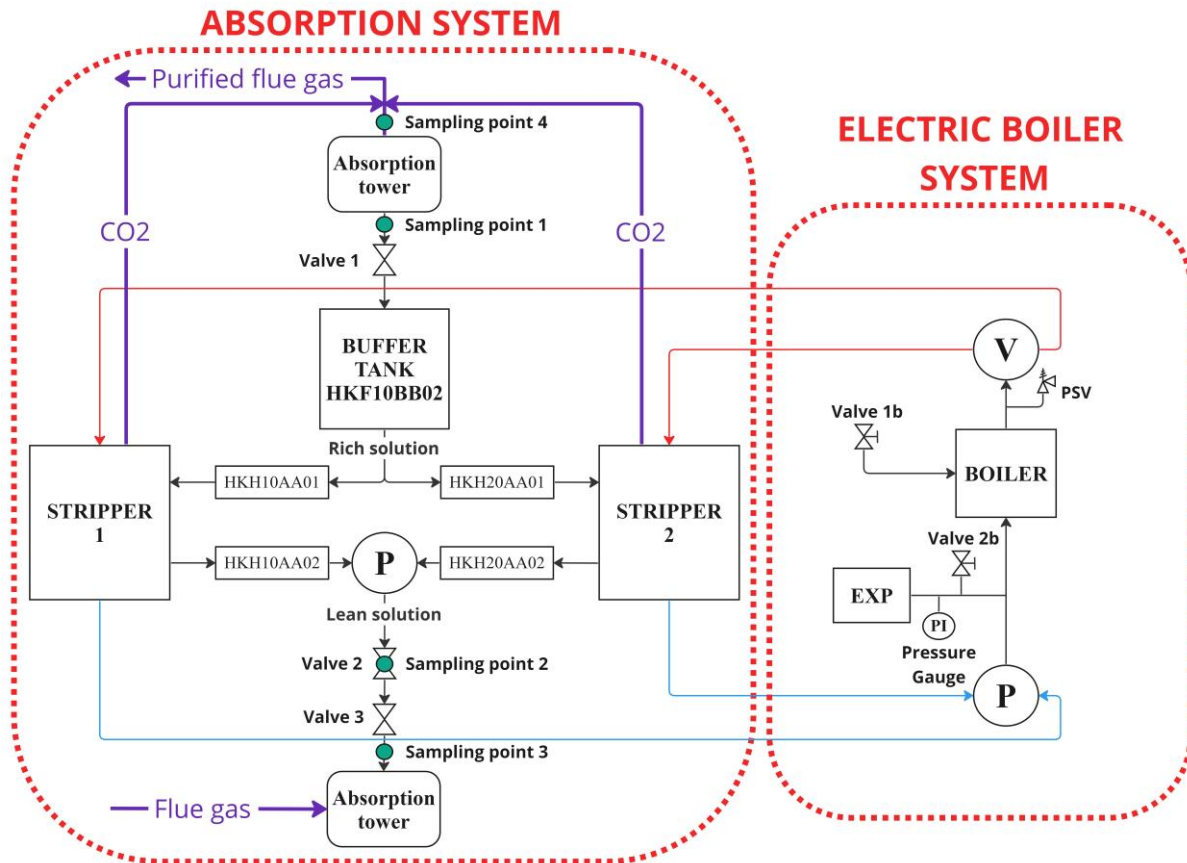 ABSORPTION SYSTEM
Purified flue gas
Sampling point 4
Absorption
tower
CO2
CO2
Sampling point 1
Valve 1
BUFFER
TANK
HKF10BB02
Rich solution
HKH10AA01
HKH20AA01
STRIPPER
1
STRIPPER
2
HKH10AA02
P
HKH20AA02
Lean solution
Valve 2
Sampling point 2
Valve 3
Sampling point 3
Flue gas
Absorption
tower
ELECTRIC BOILER
SYSTEM
V
PSV
Valve 1b
BOILER
Valve 2b
EXP
PI
Pressure
Gauge
P